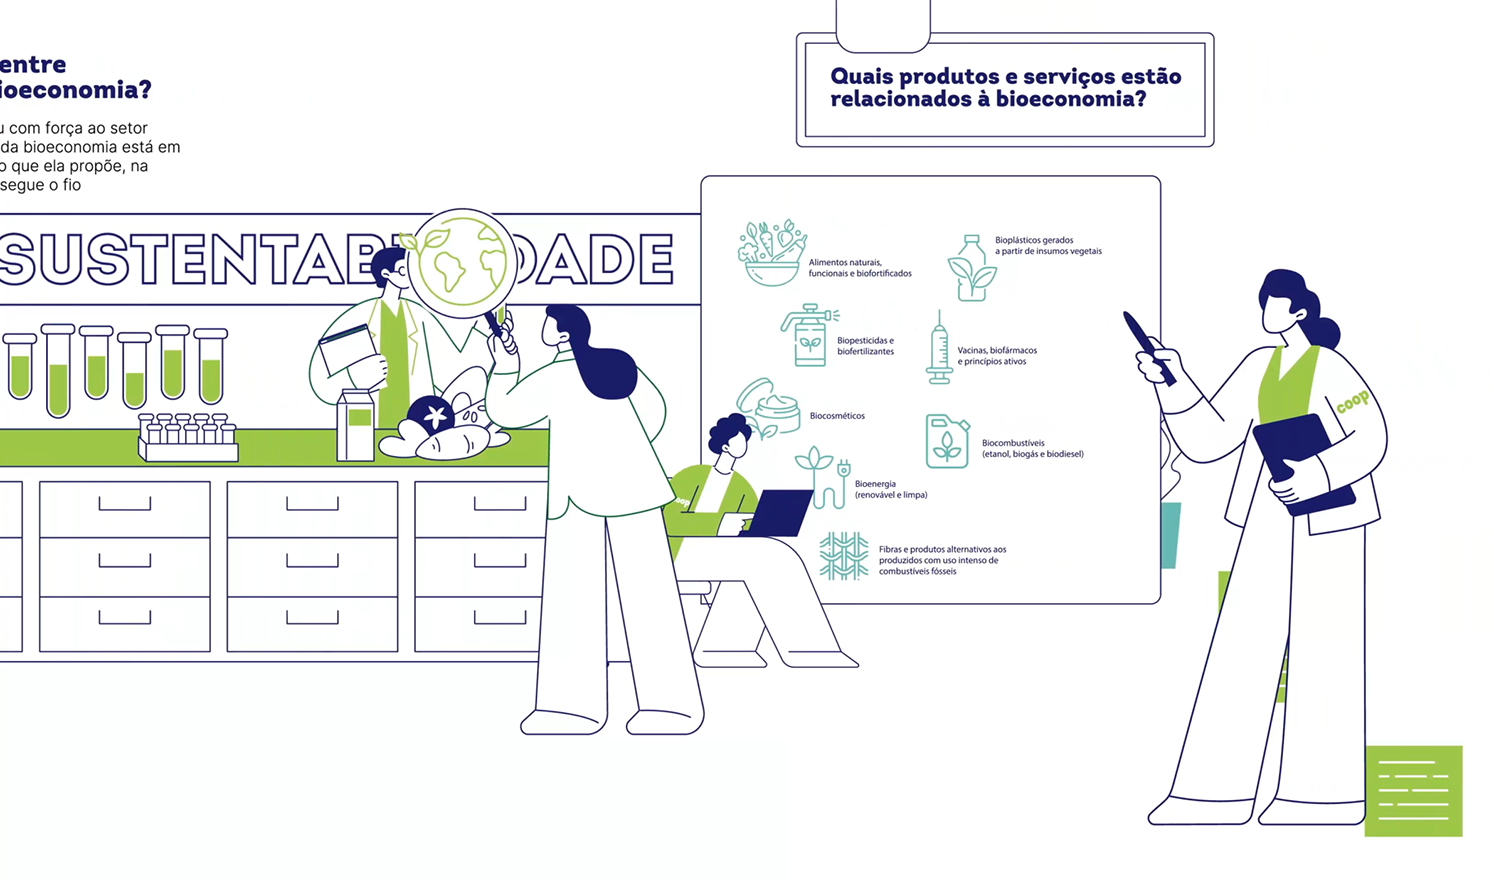 entre
ioeconomia?
u com força ao setor
da bioeconomia está em
o que ela propõe, na
segue o fio
Quais produtos e serviços estão
relacionados à bioeconomia?
SUSTENTAB DADE
Alimentos naturais,
funcionais e biofortificados
Bioplásticos gerados
a partir de insumos vegetais
Biopesticidas e
biofertilizantes
Vacinas, biofármacos
e princípios ativos
Biocosméticos
Biocombustíveis
(etanol, biogás e biodiesel)
Bioenergia
(renovável e limpa)
Fibras e produtos alternativos aos
produzidos com uso intenso de
combustíveis fósseis
coop
coop